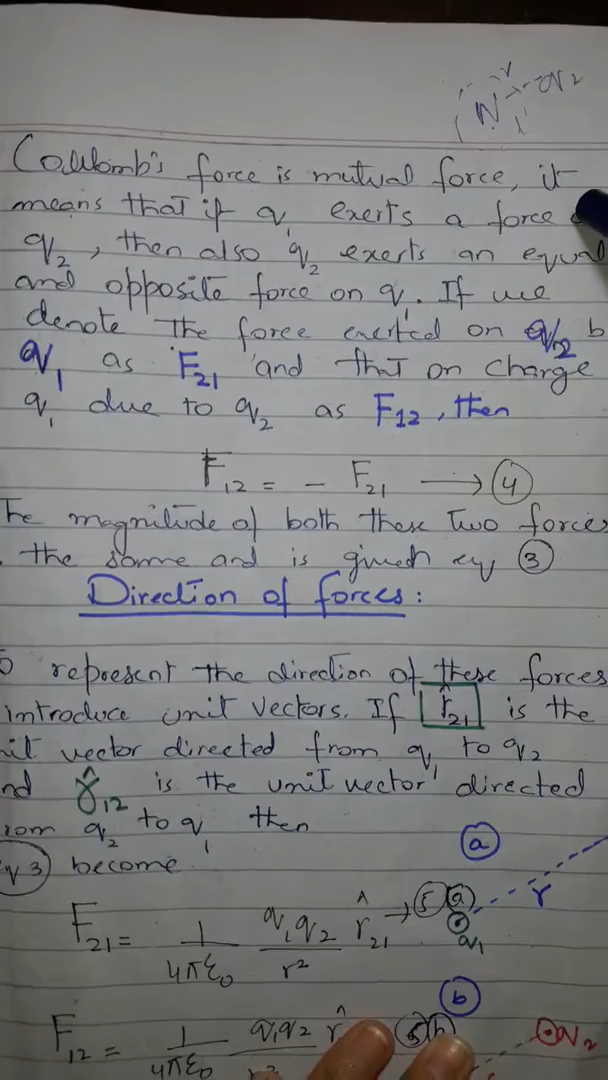 r q2
Coulomb's force is mutual force, it
means that if q1 exerts a force
q2, then also q2 exerts an equal
and opposite force on q1. If we
denote the force exerted on q2 b
q1 as F21 and that on charge
q1 due to q2 as F12, then
F12 = - F21 → 4
The magnitude of both these two forces
the same and is given eq 3
Direction of forces:
o represent the direction of these forces
introduce unit vectors. If r̂21 is the
nit vector directed from q1 to q2
nd r̂12 is the unit vector directed
rom q2 to q1 then
a
eq 3) become
r
F21 = 1/4πε0 q1q2/r² r̂21 → 5 a
q1
b
F12 = 1/4πε0 q1q2/r² r̂ 5 b
q2